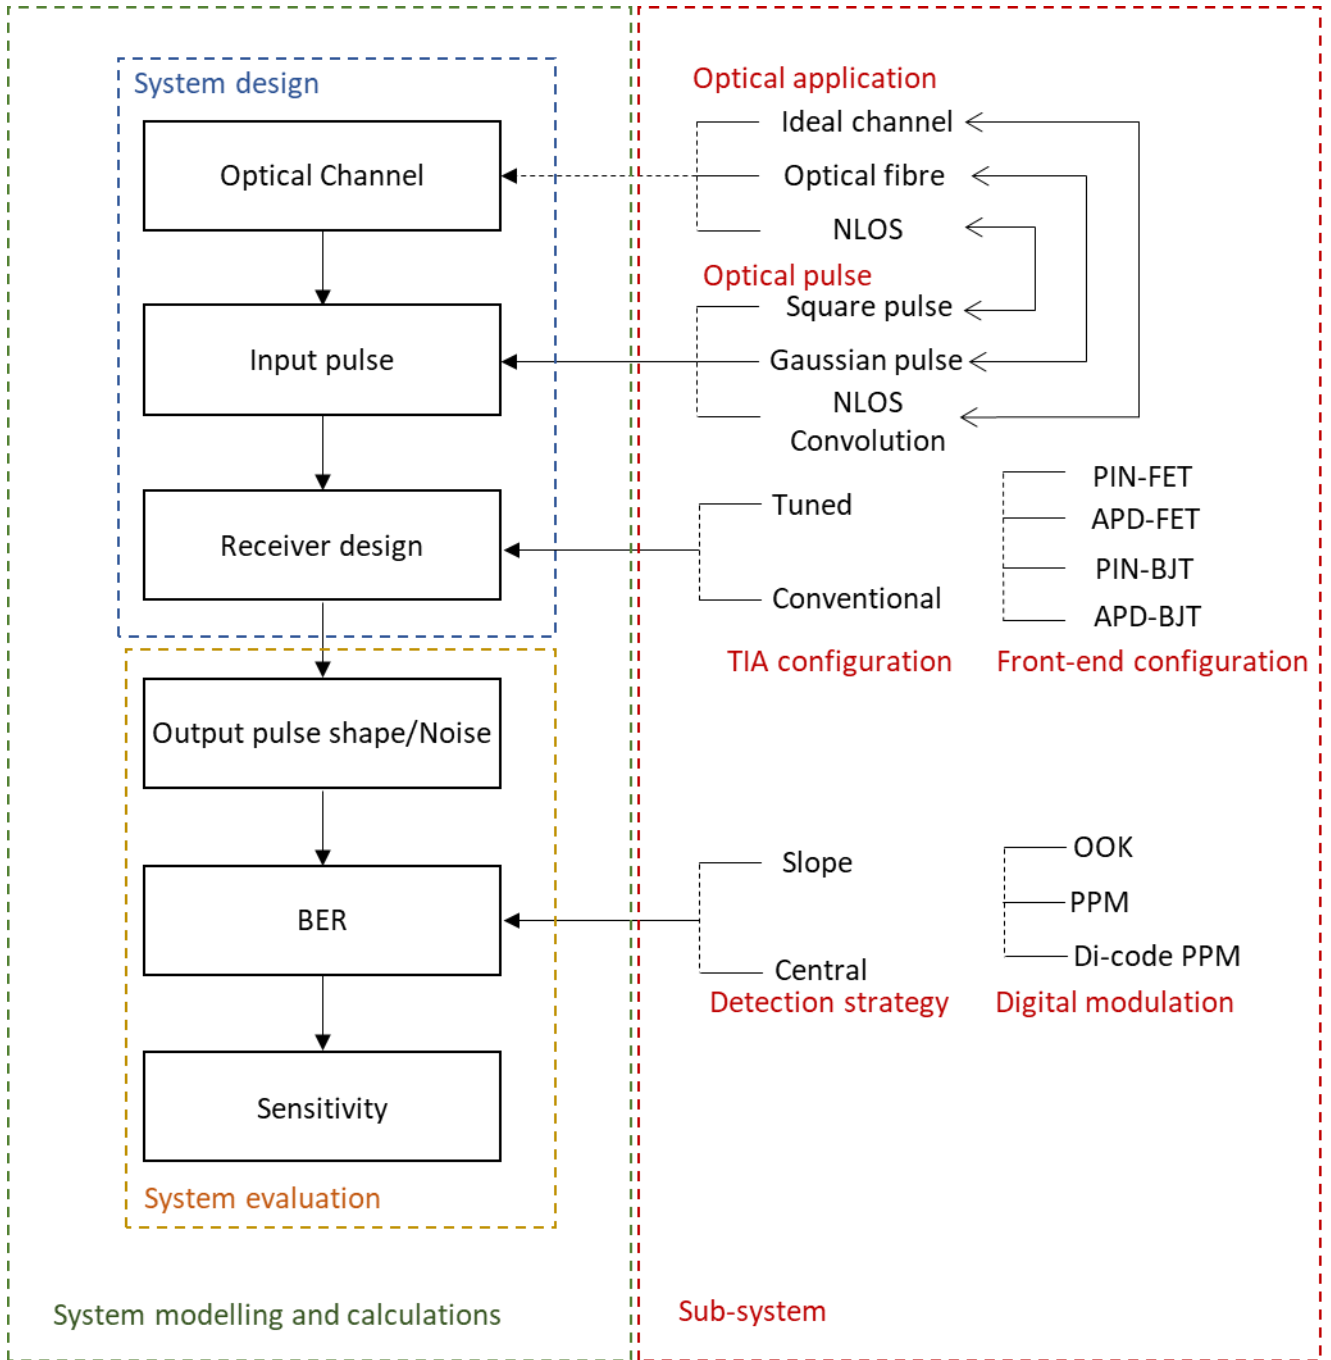 System design
Optical Channel
Input pulse
Receiver design
Output pulse shape/Noise
BER
Sensitivity
System evaluation
System modelling and calculations
Optical application
Ideal channel
Optical fibre
NLOS
Optical pulse
Square pulse
Gaussian pulse
NLOS
Convolution
Tuned
Conventional
TIA configuration
PIN-FET
APD-FET
PIN-BJT
APD-BJT
Front-end configuration
Slope
Central
Detection strategy
OOK
PPM
Di-code PPM
Digital modulation
Sub-system